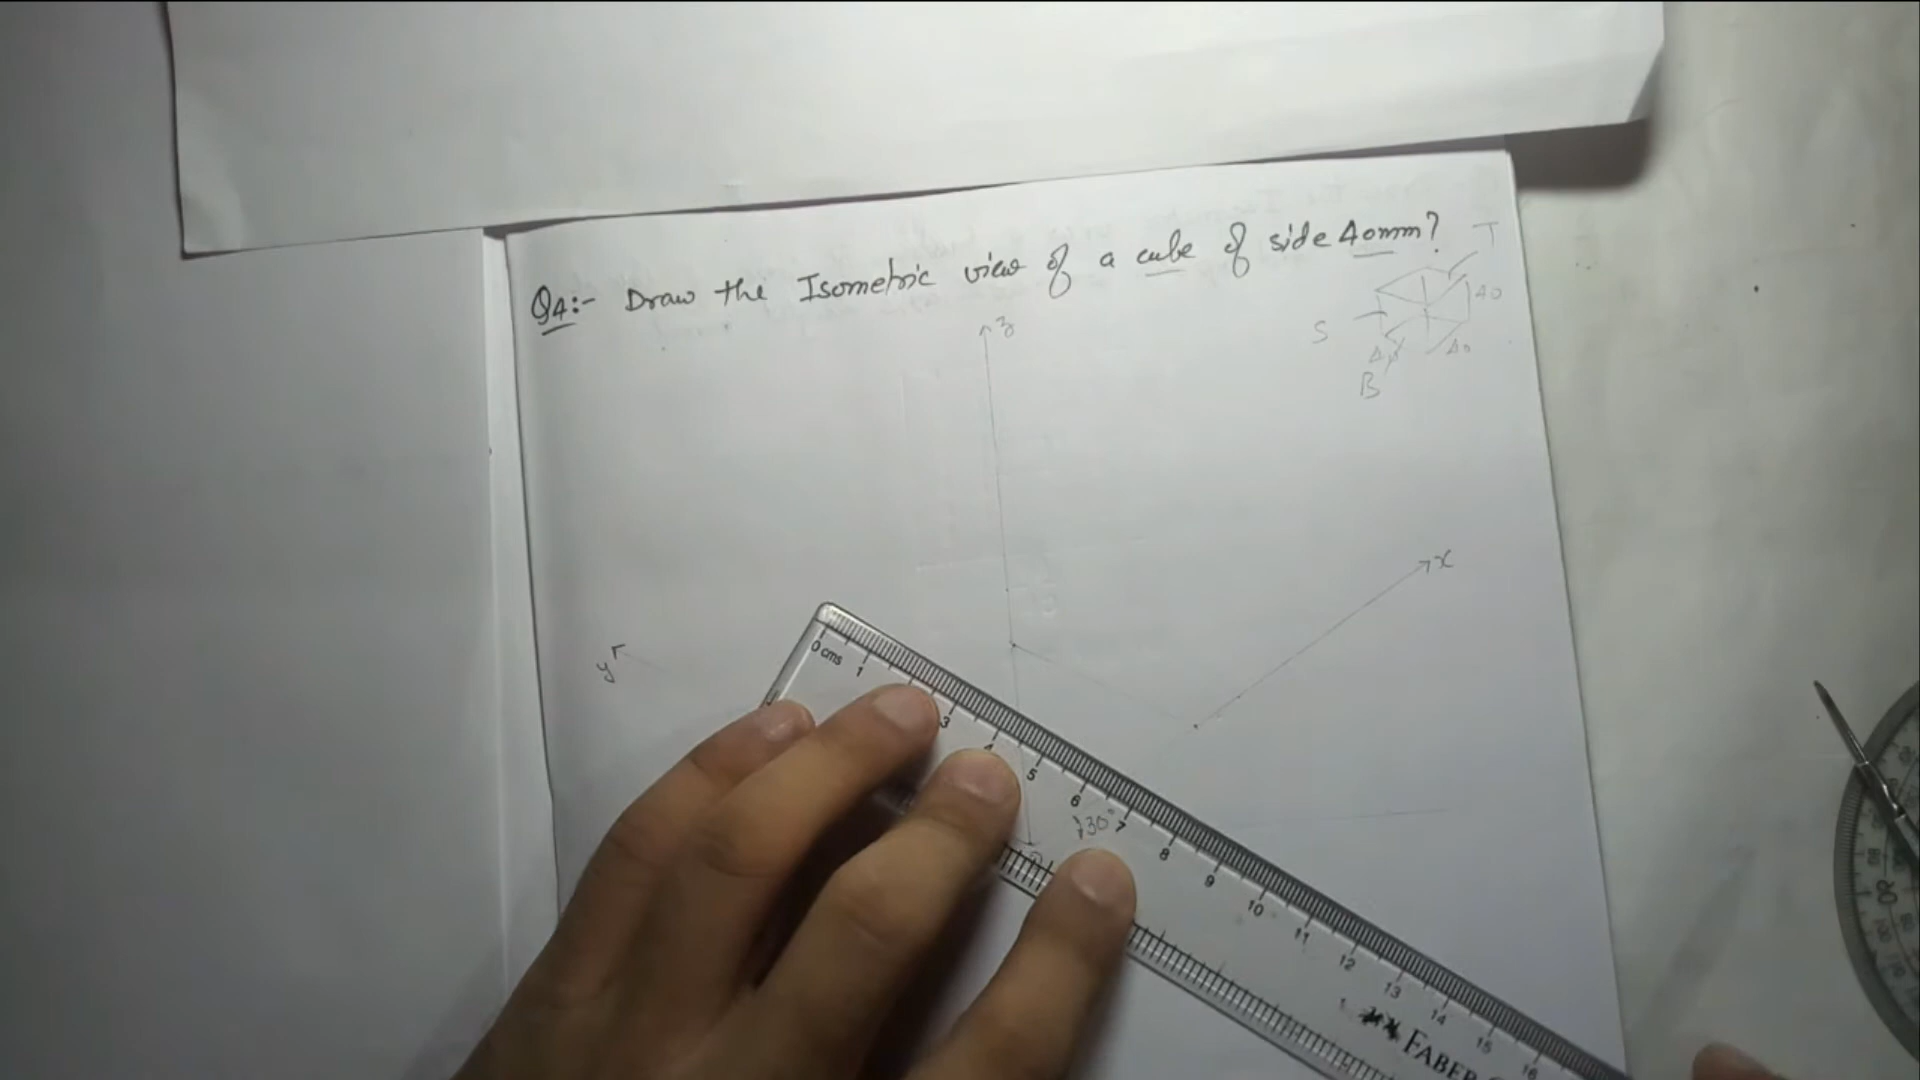 Q4:- Draw the Isometric view of a cube of side 40mm?
T
40
S
40
B
z
x
y
0 cms 1 3 4 5 6 7 8 9 10 11 12 13 14 15 16
30°
FABER